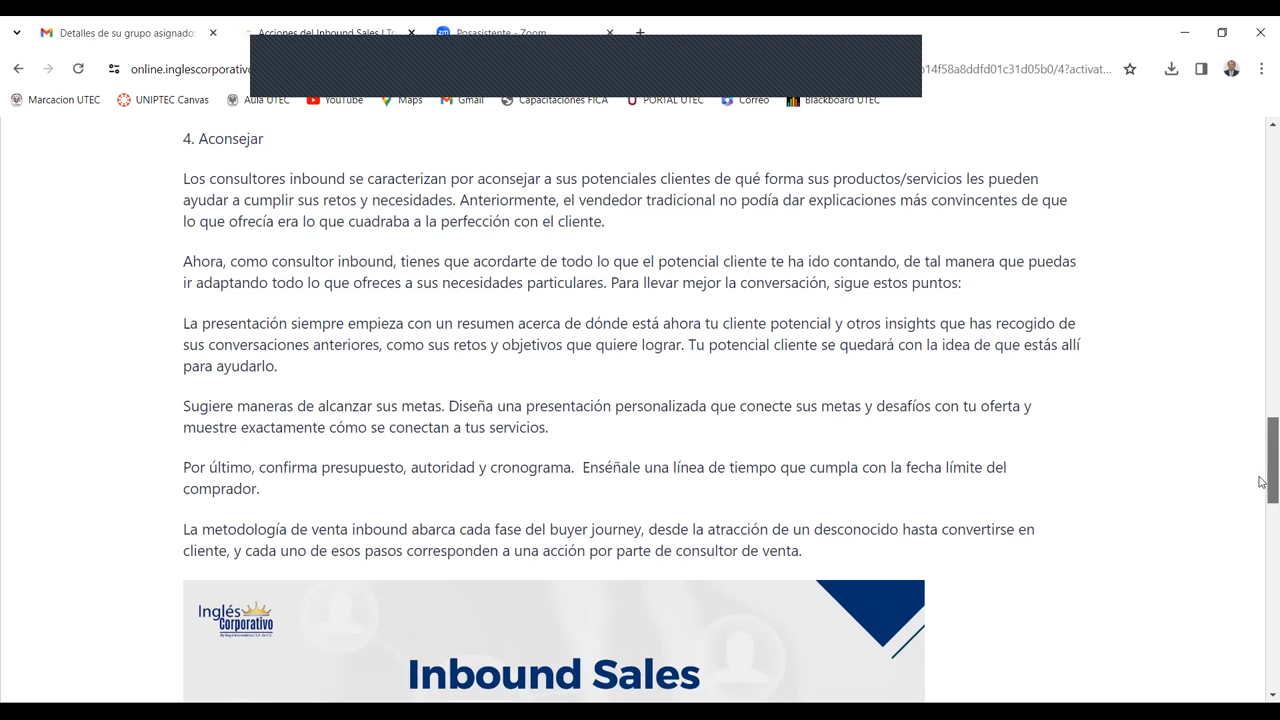 Detalles de su grupo asignado
Acciones del Inbound Sales | Tr
Posasistente - Zoom
online.inglescorporativo
b14f58a8ddfd01c31d05b0/4?activat...
Marcacion UTEC
UNIPTEC Canvas
Aula UTEC
YouTube
Maps
Gmail
Capacitaciones FICA
PORTAL UTEC
Correo
Blackboard UTEC
4. Aconsejar
Los consultores inbound se caracterizan por aconsejar a sus potenciales clientes de qué forma sus productos/servicios les pueden
ayudar a cumplir sus retos y necesidades. Anteriormente, el vendedor tradicional no podía dar explicaciones más convincentes de que
lo que ofrecía era lo que cuadraba a la perfección con el cliente.
Ahora, como consultor inbound, tienes que acordarte de todo lo que el potencial cliente te ha ido contando, de tal manera que puedas
ir adaptando todo lo que ofreces a sus necesidades particulares. Para llevar mejor la conversación, sigue estos puntos:
La presentación siempre empieza con un resumen acerca de dónde está ahora tu cliente potencial y otros insights que has recogido de
sus conversaciones anteriores, como sus retos y objetivos que quiere lograr. Tu potencial cliente se quedará con la idea de que estás allí
para ayudarlo.
Sugiere maneras de alcanzar sus metas. Diseña una presentación personalizada que conecte sus metas y desafíos con tu oferta y
muestre exactamente cómo se conectan a tus servicios.
Por último, confirma presupuesto, autoridad y cronograma. Enséñale una línea de tiempo que cumpla con la fecha límite del
comprador.
La metodología de venta inbound abarca cada fase del buyer journey, desde la atracción de un desconocido hasta convertirse en
cliente, y cada uno de esos pasos corresponden a una acción por parte de consultor de venta.
Inglés
Corporativo
Inbound Sales